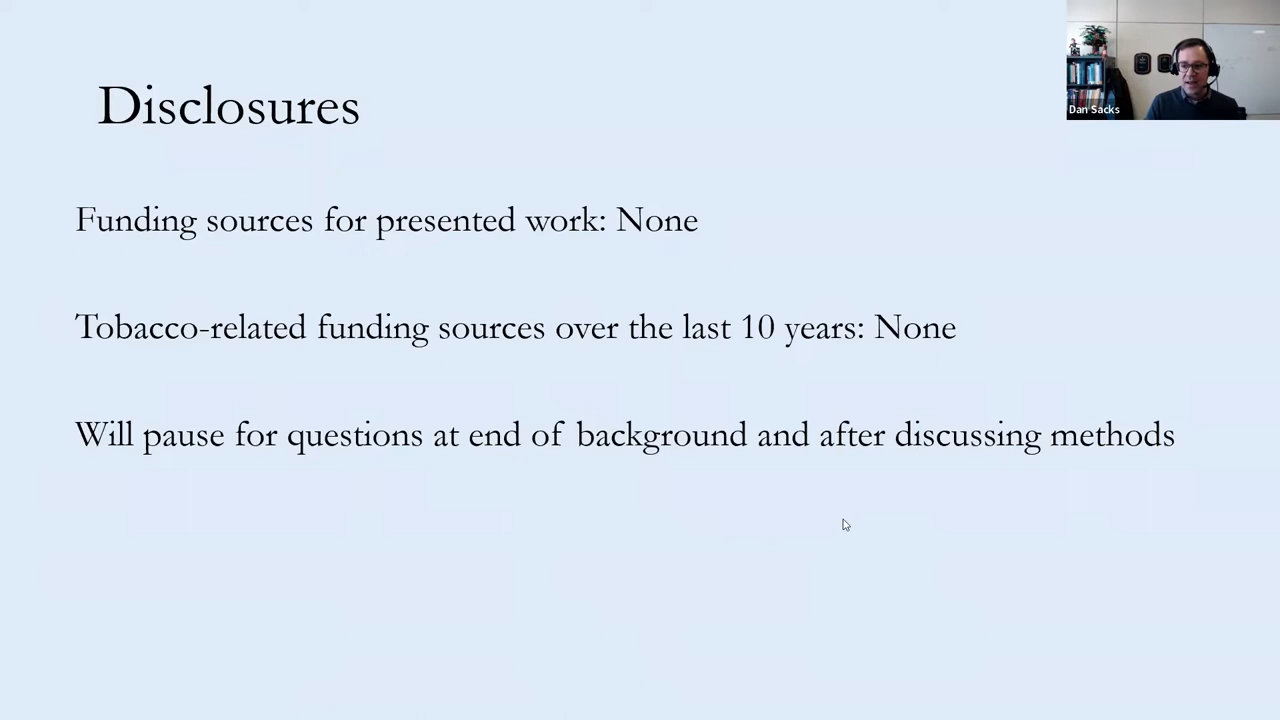 Disclosures
Dan Sacks
Funding sources for presented work: None
Tobacco-related funding sources over the last 10 years: None
Will pause for questions at end of background and after discussing methods